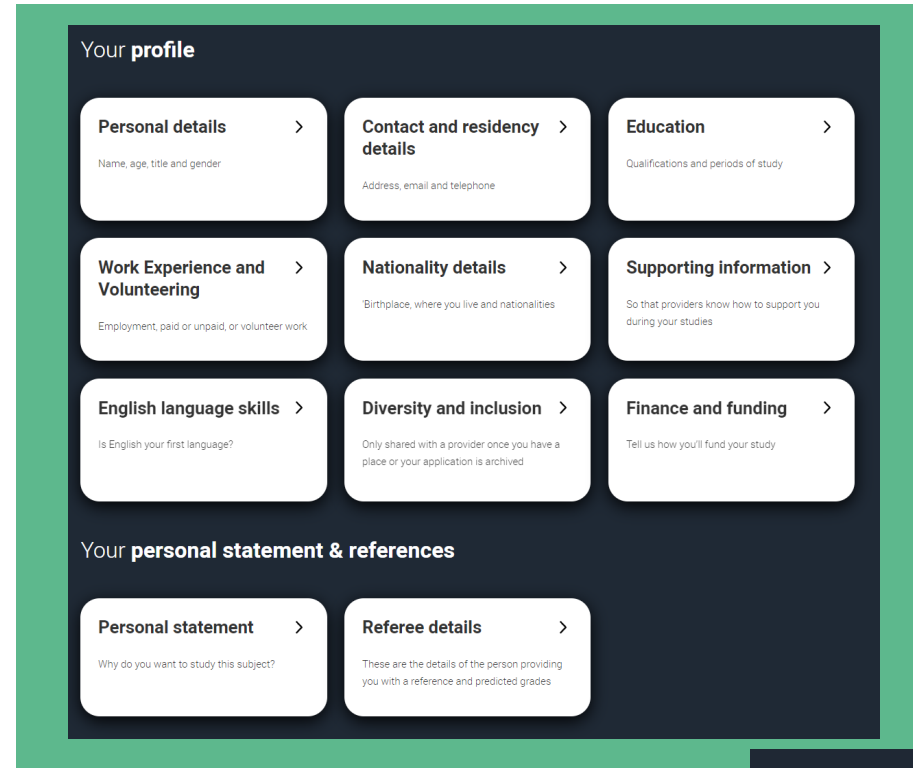 Your profile
Personal details
Name, age, title and gender
Contact and residency
details
Address, email and telephone
Education
Qualifications and periods of study
Work Experience and
Volunteering
Employment, paid or unpaid, or volunteer work
Nationality details
'Birthplace, where you live and nationalities
Supporting information
So that providers know how to support you
during your studies
English language skills
Is English your first language?
Diversity and inclusion
Only shared with a provider once you have a
place or your application is archived
Finance and funding
Tell us how you'll fund your study
Your personal statement & references
Personal statement
Why do you want to study this subject?
Referee details
These are the details of the person providing
you with a reference and predicted grades